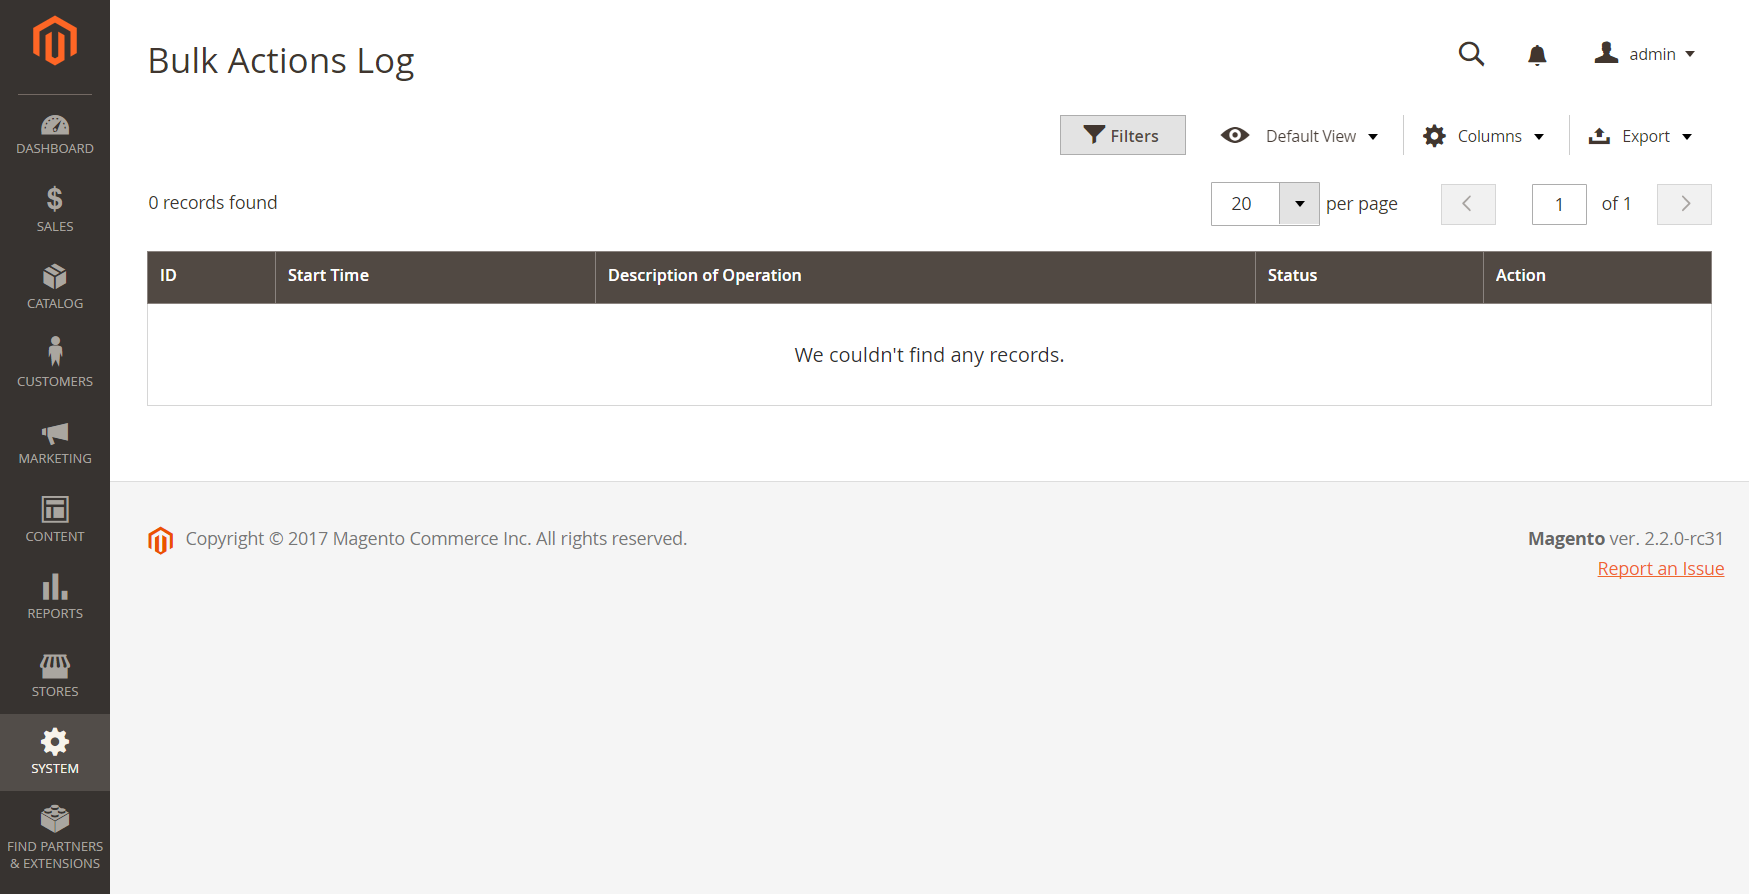 Bulk Actions Log
admin
Filters
Default View
Columns
Export
0 records found
20
per page
1
of 1
ID
Start Time
Description of Operation
Status
Action
We couldn't find any records.
DASHBOARD
SALES
CATALOG
CUSTOMERS
MARKETING
CONTENT
REPORTS
STORES
SYSTEM
FIND PARTNERS
& EXTENSIONS
Copyright © 2017 Magento Commerce Inc. All rights reserved.
Magento ver. 2.2.0-rc31
Report an Issue